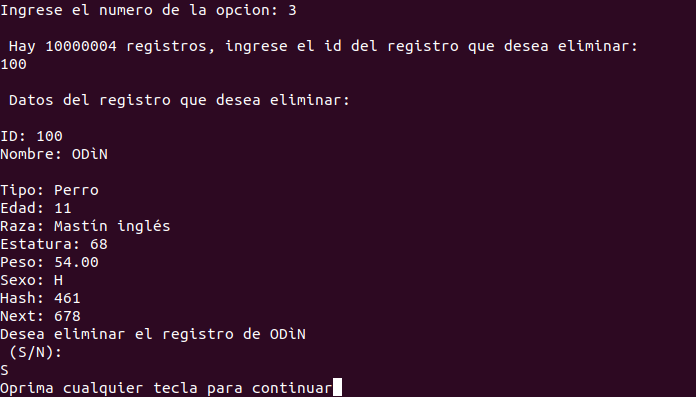 Ingrese el numero de la opcion: 3
Hay 10000004 registros, ingrese el id del registro que desea eliminar:
100
Datos del registro que desea eliminar:
ID: 100
Nombre: ODìN
Tipo: Perro
Edad: 11
Raza: Mastín inglés
Estatura: 68
Peso: 54.00
Sexo: H
Hash: 461
Next: 678
Desea eliminar el registro de ODìN
(S/N):
S
Oprima cualquier tecla para continuar